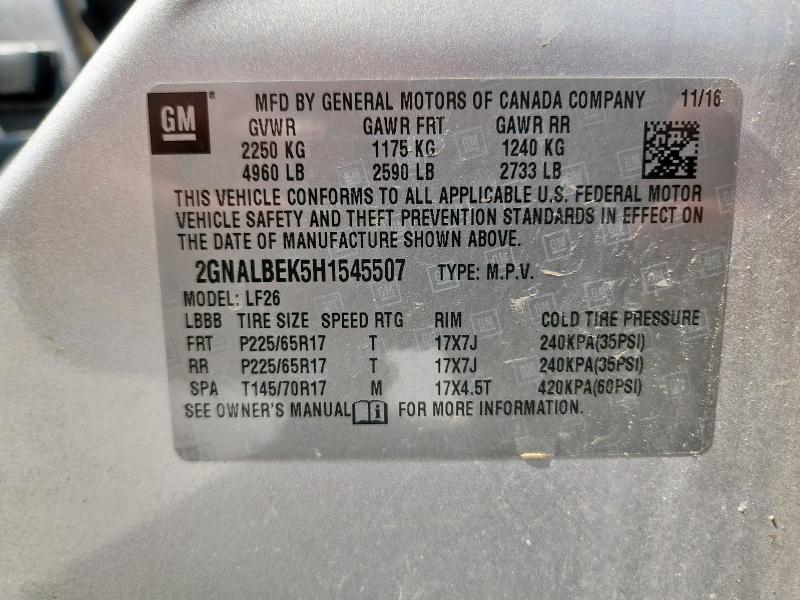 GM ® MFD BY GENERAL MOTORS OF CANADA COMPANY 11/16
GVWR GAWR FRT GAWR RR
2250 KG 1175 KG 1240 KG
4960 LB 2590 LB 2733 LB
THIS VEHICLE CONFORMS TO ALL APPLICABLE U.S. FEDERAL MOTOR
VEHICLE SAFETY AND THEFT PREVENTION STANDARDS IN EFFECT ON
THE DATE OF MANUFACTURE SHOWN ABOVE.
2GNALBEK5H1545507 TYPE: M.P.V.
MODEL: LF26
LBBB TIRE SIZE SPEED RTG RIM COLD TIRE PRESSURE
FRT P225/65R17 T 17X7J 240KPA(35PSI)
RR P225/65R17 T 17X7J 240KPA(35PSI)
SPA T145/70R17 M 17X4.5T 420KPA(60PSI)
SEE OWNER'S MANUAL i FOR MORE INFORMATION.